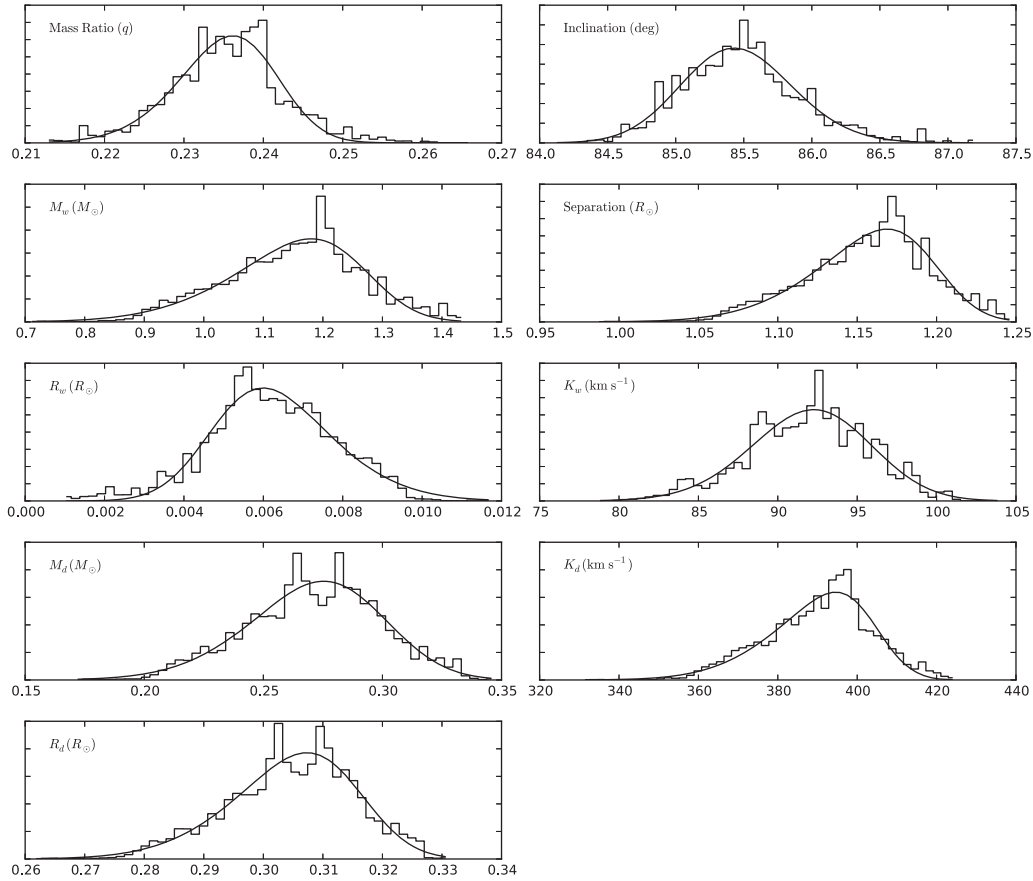 Mass Ratio (q)
0.21 0.22 0.23 0.24 0.25 0.26 0.27
Inclination (deg)
84.0 84.5 85.0 85.5 86.0 86.5 87.0 87.5
M_w (M_⊙)
0.7 0.8 0.9 1.0 1.1 1.2 1.3 1.4 1.5
Separation (R_⊙)
0.95 1.00 1.05 1.10 1.15 1.20 1.25
R_w (R_⊙)
0.000 0.002 0.004 0.006 0.008 0.010 0.012
K_w (km s⁻¹)
75 80 85 90 95 100 105
M_d (M_⊙)
0.15 0.20 0.25 0.30 0.35
K_d (km s⁻¹)
320 340 360 380 400 420 440
R_d (R_⊙)
0.26 0.27 0.28 0.29 0.30 0.31 0.32 0.33 0.34